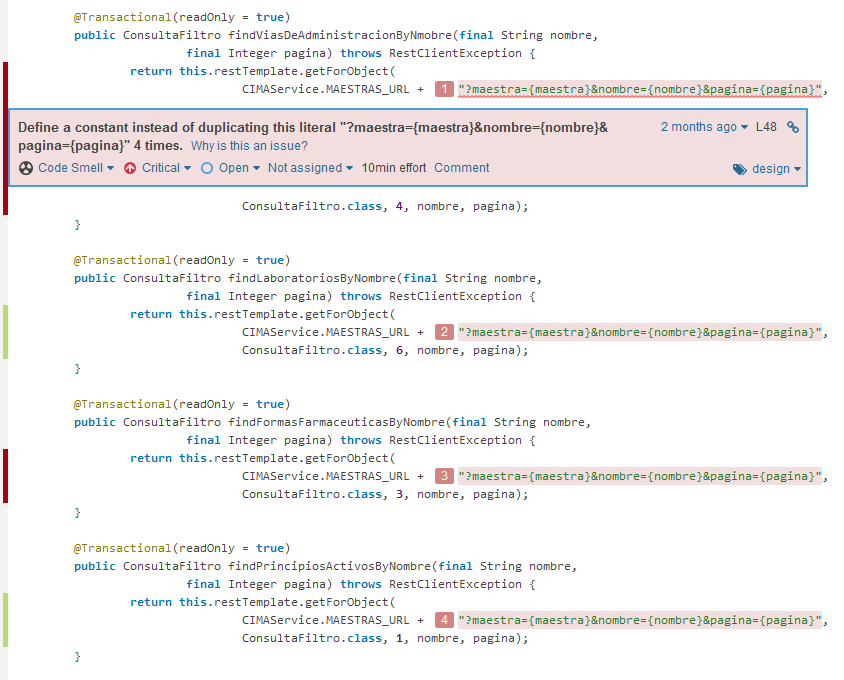 @Transactional(readOnly = true)
public ConsultaFiltro findViasDeAdministracionByNmobre(final String nombre,
final Integer pagina) throws RestClientException {
return this.restTemplate.getForObject(
CIMAService.MAESTRAS_URL + 1 "?maestra={maestra}&nombre={nombre}&pagina={pagina}",
Define a constant instead of duplicating this literal "?maestra={maestra}&nombre={nombre}& 2 months ago L48
pagina={pagina}" 4 times. Why is this an issue?
Code Smell Critical Open Not assigned 10min effort Comment design
ConsultaFiltro.class, 4, nombre, pagina);
}
@Transactional(readOnly = true)
public ConsultaFiltro findLaboratoriosByNombre(final String nombre,
final Integer pagina) throws RestClientException {
return this.restTemplate.getForObject(
CIMAService.MAESTRAS_URL + 2 "?maestra={maestra}&nombre={nombre}&pagina={pagina}",
ConsultaFiltro.class, 6, nombre, pagina);
}
@Transactional(readOnly = true)
public ConsultaFiltro findFormasFarmaceuticasByNombre(final String nombre,
final Integer pagina) throws RestClientException {
return this.restTemplate.getForObject(
CIMAService.MAESTRAS_URL + 3 "?maestra={maestra}&nombre={nombre}&pagina={pagina}",
ConsultaFiltro.class, 3, nombre, pagina);
}
@Transactional(readOnly = true)
public ConsultaFiltro findPrincipiosActivosByNombre(final String nombre,
final Integer pagina) throws RestClientException {
return this.restTemplate.getForObject(
CIMAService.MAESTRAS_URL + 4 "?maestra={maestra}&nombre={nombre}&pagina={pagina}",
ConsultaFiltro.class, 1, nombre, pagina);
}